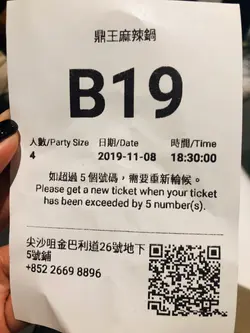 鼎王麻辣鍋
B19
人數/Party Size 日期/Date 時間/Time
4 2019-11-08 18:30:00
如超過 5 個號碼，需要重新輪候。
Please get a new ticket when your ticket
has been exceeded by 5 number(s).
尖沙咀金巴利道26號地下
5號鋪
+852 2669 8896